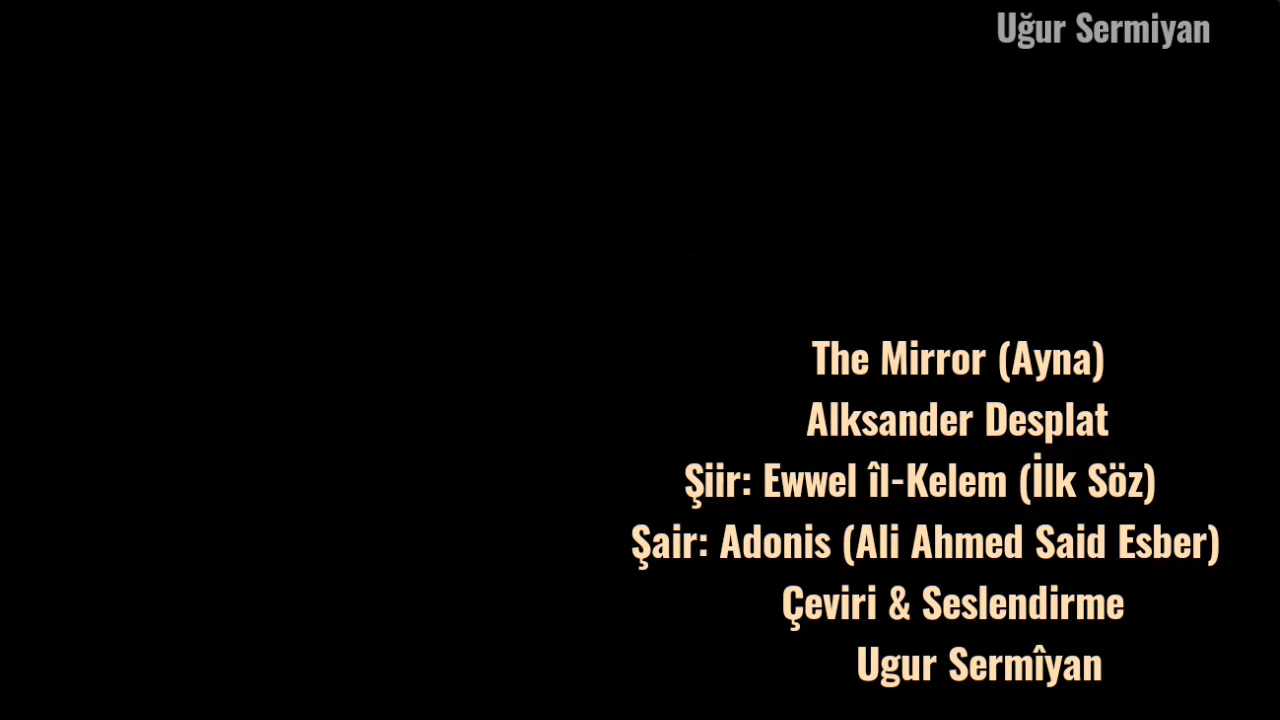 Uğur Sermiyan
The Mirror (Ayna)
Alksander Desplat
Şiir: Ewwel îl-Kelem (İlk Söz)
Şair: Adonis (Ali Ahmed Said Esber)
Çeviri & Seslendirme
Ugur Sermîyan